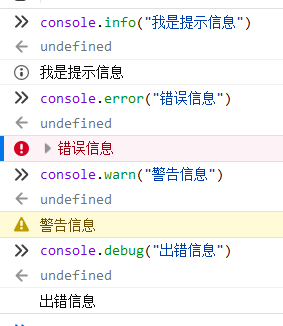 console.info("我是提示信息")
undefined
我是提示信息
console.error("错误信息")
undefined
错误信息
console.warn("警告信息")
undefined
警告信息
console.debug("出错信息")
undefined
出错信息